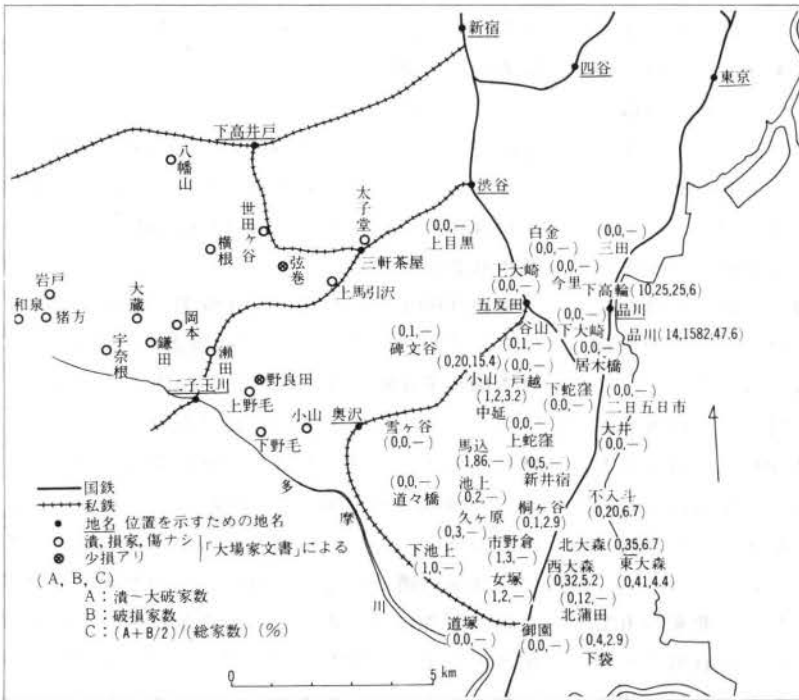 新宿
四谷
東京
下高井戸
八幡山
渋谷
太子堂
世田ヶ谷
横根
弦巻
三軒茶屋
上馬引沢
(0,0,—)
上目黒
白金
(0,0,—)
(0,0,—)
三田
上大崎
(0,0,—)
(0,0,—)
今里
下高輪(10,25,25,6)
岩戸
和泉
猪方
大蔵
岡本
鎌田
宇奈根
瀬田
二子玉川
野良田
上野毛
下野毛
小山
奥沢
五反田
(0,0,—)
品川
品川(14,1582,47.6)
(0,1,—)
碑文谷
谷山
(0,1,—)
下大崎
(0,0,—)
居木橋
(0,20,15.4)
小山
(1,2,3.2)
(0,0,—)
戸越
中延
(0,0,—)
下蛇窪
(0,0,—)
(0,0,—)
二日五日市
雪ヶ谷
(0,0,—)
上蛇窪
(0,5,—)
大井
(0,0,—)
馬込
(1,86,—)
新井宿
(0,0,—)
道々橋
池上
(0,2,—)
久ヶ原
(0,3,—)
桐ヶ谷
(0,1,2.9)
不入斗
(0,20,6.7)
下池上
(1,0,—)
市野倉
(1,3,—)
北大森(0,35,6.7)
西大森
(0,32,5.2)
東大森
(0,41,4.4)
女塚
(1,2,—)
(0,12,—)
北蒲田
道塚
(0,0,—)
御園
(0,0,—)
(0,4,2.9)
下袋
多摩川
国鉄
私鉄
地名 位置を示すための地名
潰,損家,傷ナシ
少損アリ
「大場家文書」による
(A, B, C)
A:潰~大破家数
B:破損家数
C:(A+B/2)/(総家数)(%)
0 5 km